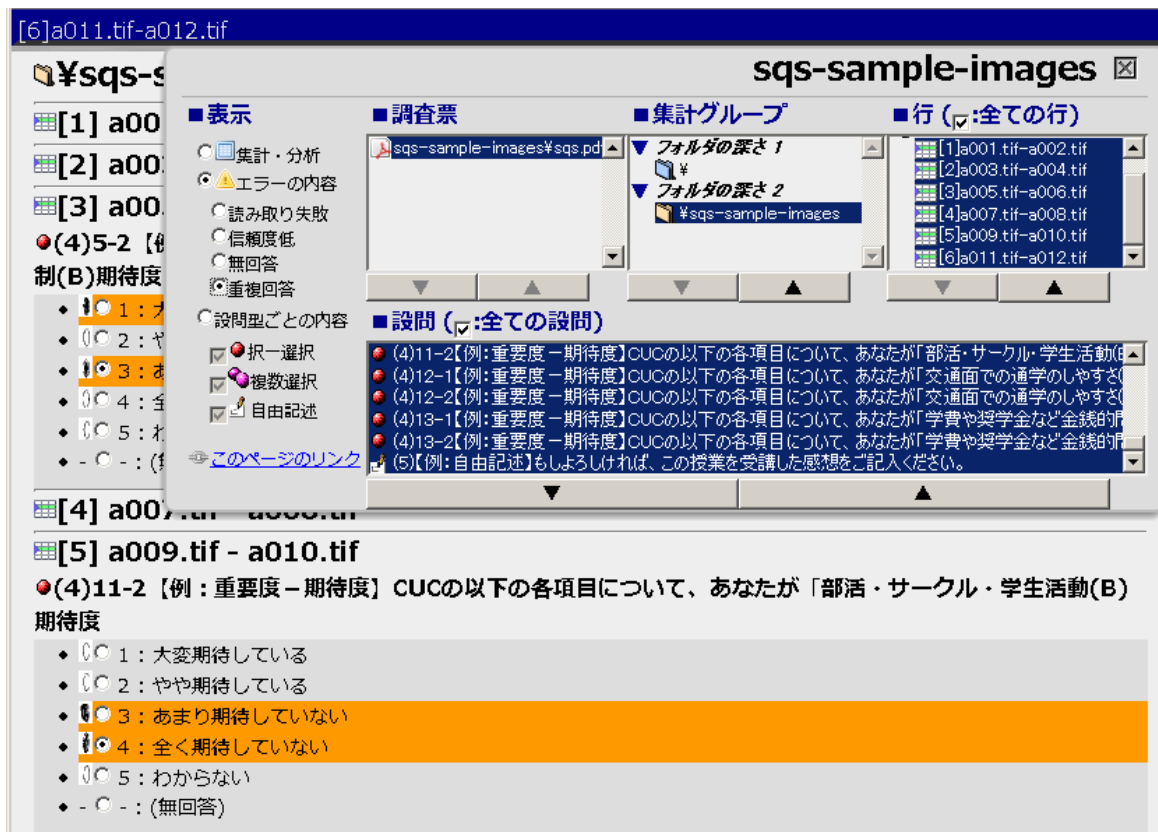 [6]a011.tif-a012.tif
¥sqs-s
sqs-sample-images
[1] a00
[2] a00
[3] a00
(4)5-2【
制(B)期待度
1：
2：
3：
4：
5：
- -：
■表示
集計・分析
エラーの内容
読み取り失敗
信頼度低
無回答
重複回答
設問型ごとの内容
択一選択
複数選択
自由記述
このページのリンク
■調査票
sqs-sample-images¥sqs.pd
■集計グループ
▼ フォルダの深さ 1
¥
▼ フォルダの深さ 2
¥sqs-sample-images
■行 (:全ての行)
[1]a001.tif-a002.tif
[2]a003.tif-a004.tif
[3]a005.tif-a006.tif
[4]a007.tif-a008.tif
[5]a009.tif-a010.tif
[6]a011.tif-a012.tif
■設問 (:全ての設問)
(4)11-2【例：重要度－期待度】CUCの以下の各項目について、あなたが「部活・サークル・学生活動(
(4)12-1【例：重要度－期待度】CUCの以下の各項目について、あなたが「交通面での通学のしやすさ(
(4)12-2【例：重要度－期待度】CUCの以下の各項目について、あなたが「交通面での通学のしやすさ(
(4)13-1【例：重要度－期待度】CUCの以下の各項目について、あなたが「学費や奨学金など金銭的
(4)13-2【例：重要度－期待度】CUCの以下の各項目について、あなたが「学費や奨学金など金銭的
(5)【例：自由記述】もしよろしければ、この授業を受講した感想をご記入ください。
[4] a007.tif - a008.tif
[5] a009.tif - a010.tif
(4)11-2【例：重要度－期待度】CUCの以下の各項目について、あなたが「部活・サークル・学生活動(B)
期待度
1：大変期待している
2：やや期待している
3：あまり期待していない
4：全く期待していない
5：わからない
- -：(無回答)